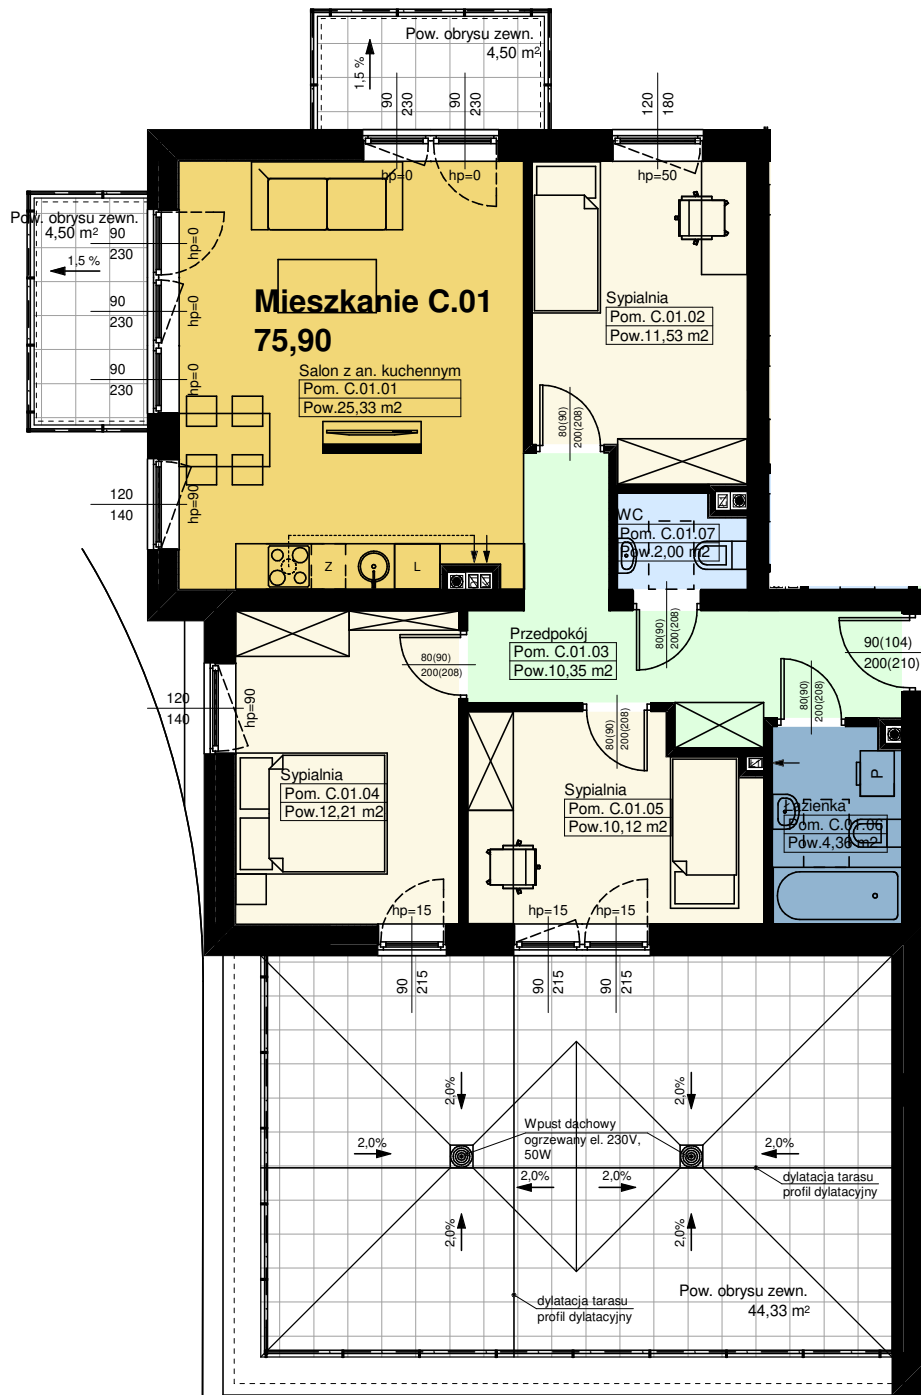 Pow. obrysu zewn.
4,50 m²
1,5 %
90
230
90
230
120
180
hp=0
hp=0
hp=50
Pow. obrysu zewn.
4,50 m²
1,5 %
90
230
hp=0
90
230
hp=0
90
230
hp=0
120
140
hp=90
Mieszkanie C.01
75,90
Salon z an. kuchennym
Pom. C.01.01
Pow.25,33 m2
Sypialnia
Pom. C.01.02
Pow.11,53 m2
80(90)
200(208)
Z
L
WC
Pom. C.01.07
Pow.2,00 m2
80(90)
200(208)
Przedpokój
Pom. C.01.03
Pow.10,35 m2
90(104)
200(210)
80(90)
200(208)
80(90)
200(208)
80(90)
200(208)
120
140
hp=90
Sypialnia
Pom. C.01.04
Pow.12,21 m2
Sypialnia
Pom. C.01.05
Pow.10,12 m2
P
Łazienka
Pom. C.01.06
Pow.4,36 m2
hp=15
hp=15
hp=15
90
215
90
215
90
215
2,0%
2,0%
Wpust dachowy
ogrzewany el. 230V,
50W
2,0%
2,0%
2,0%
2,0%
dylatacja tarasu
profil dylatacyjny
2,0%
2,0%
dylatacja tarasu
profil dylatacyjny
Pow. obrysu zewn.
44,33 m²